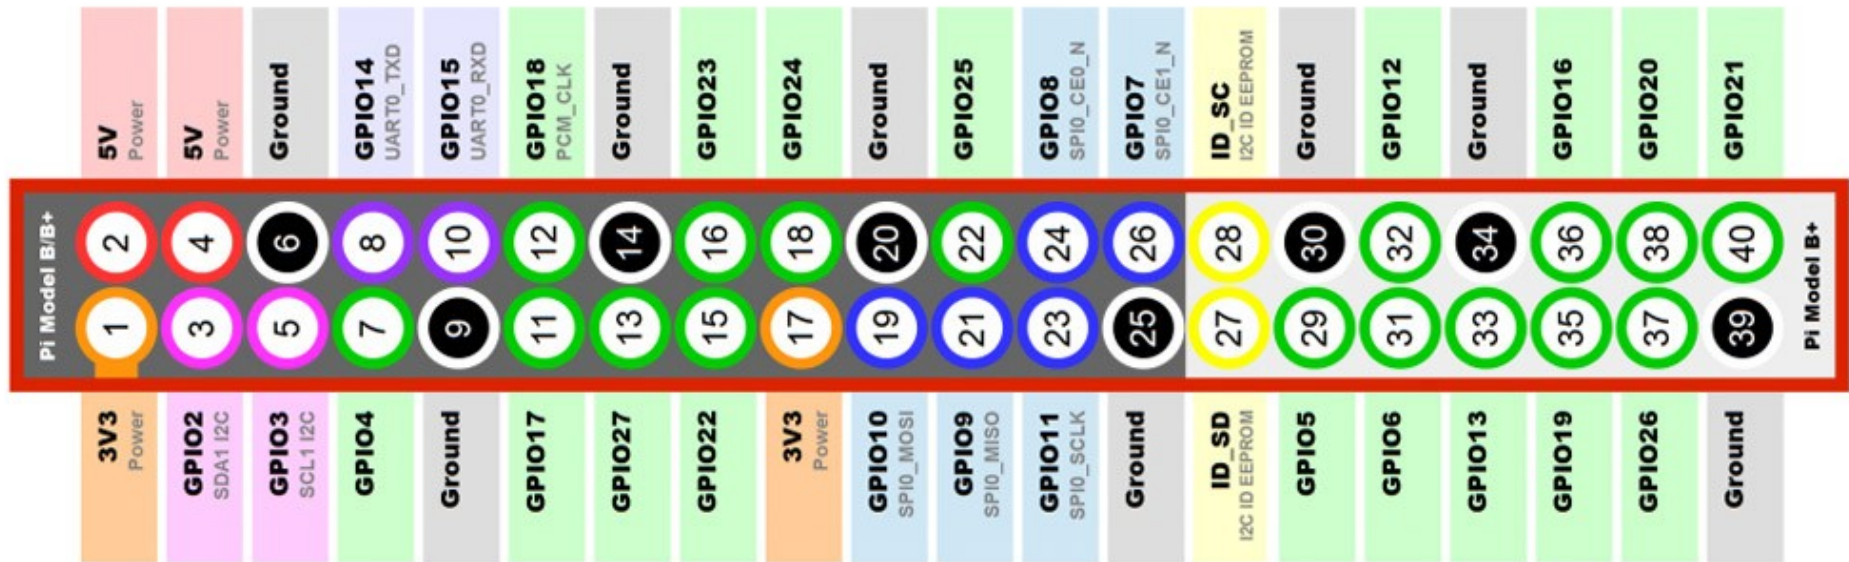 5V
Power
5V
Power
Ground
GPIO14
UART0_TXD
GPIO15
UART0_RXD
GPIO18
PCM_CLK
Ground
GPIO23
GPIO24
Ground
GPIO25
GPIO8
SPI0_CE0_N
GPIO7
SPI0_CE1_N
ID_SC
I2C ID EEPROM
Ground
GPIO12
Ground
GPIO16
GPIO20
GPIO21
Pi Model B/B+
2 4 6 8 10 12 14 16 18 20 22 24 26 28 30 32 34 36 38 40
1 3 5 7 9 11 13 15 17 19 21 23 25 27 29 31 33 35 37 39
Pi Model B+
3V3
Power
GPIO2
SDA1 I2C
GPIO3
SCL1 I2C
GPIO4
Ground
GPIO17
GPIO27
GPIO22
3V3
Power
GPIO10
SPI0_MOSI
GPIO9
SPI0_MISO
GPIO11
SPI0_SCLK
Ground
ID_SD
I2C ID EEPROM
GPIO5
GPIO6
GPIO13
GPIO19
GPIO26
Ground